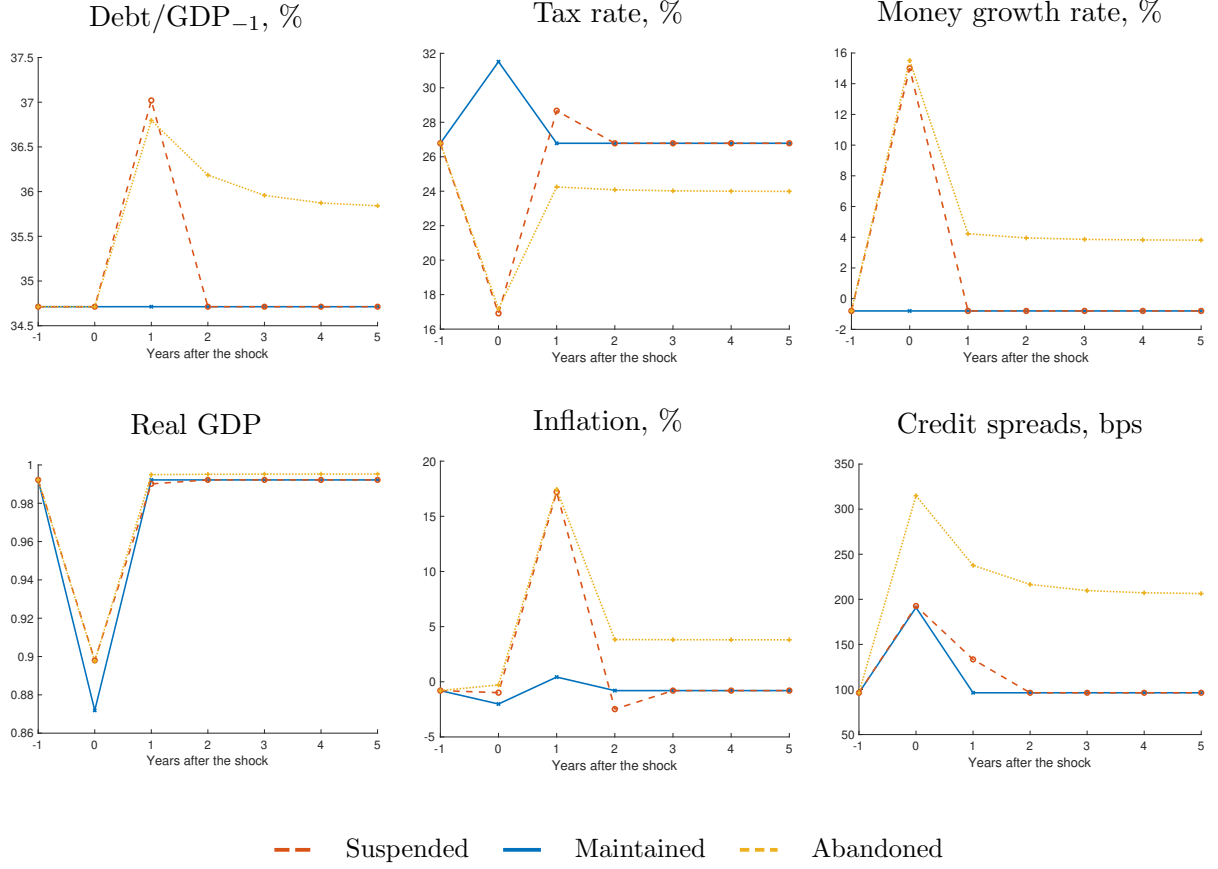 Debt/GDP₋₁, %
37.5
37
36.5
36
35.5
35
34.5
-1 0 1 2 3 4 5
Years after the shock
Tax rate, %
32
30
28
26
24
22
20
18
16
-1 0 1 2 3 4 5
Years after the shock
Money growth rate, %
16
14
12
10
8
6
4
2
0
-2
-1 0 1 2 3 4 5
Years after the shock
Real GDP
1
0.98
0.96
0.94
0.92
0.9
0.88
0.86
-1 0 1 2 3 4 5
Years after the shock
Inflation, %
20
15
10
5
0
-5
-1 0 1 2 3 4 5
Years after the shock
Credit spreads, bps
350
300
250
200
150
100
50
-1 0 1 2 3 4 5
Years after the shock
Suspended Maintained Abandoned